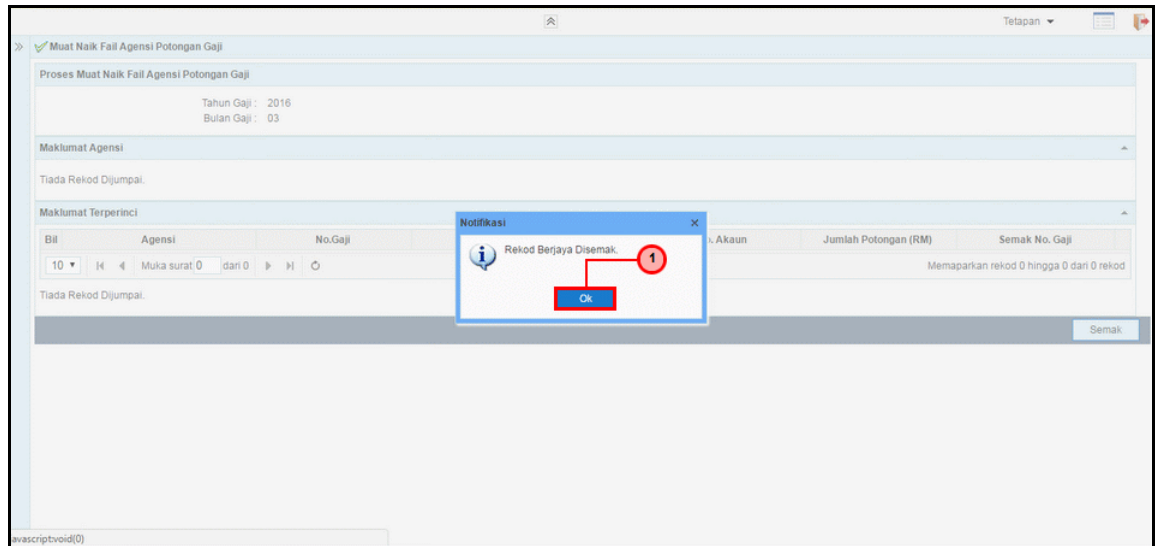 Tetapan
Muat Naik Fail Agensi Potongan Gaji
Proses Muat Naik Fail Agensi Potongan Gaji
Tahun Gaji : 2016
Bulan Gaji : 03
Maklumat Agensi
Tiada Rekod Dijumpai.
Maklumat Terperinci
Bil Agensi No.Gaji Akaun Jumlah Potongan (RM) Semak No. Gaji
10 Muka surat 0 dari 0 Memaparkan rekod 0 hingga 0 dari 0 rekod
Tiada Rekod Dijumpai.
Notifikasi
Rekod Berjaya Disemak.
1
Ok
Semak
avascript:void(0)